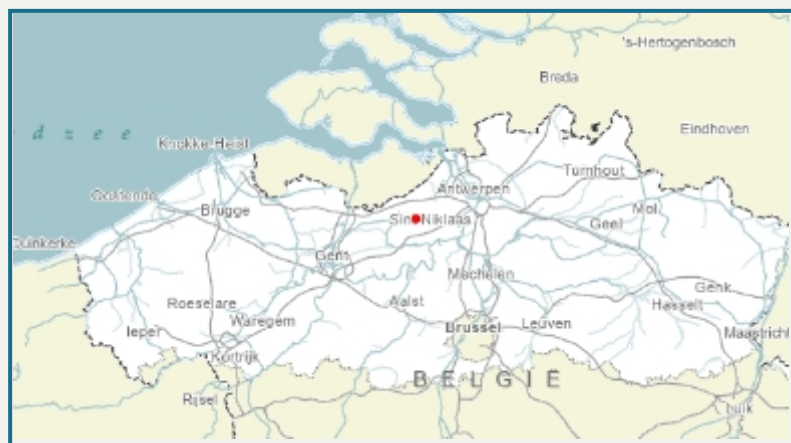 's-Hertogenbosch
Breda
d z e e
Eindhoven
Knokke-Heist
Turnhout
Antwerpen
Oostende
Mol
Brugge
Sint-Niklaas
Geel
Duinkerke
Gent
Mechelen
Genk
Roeselare
Aalst
Hasselt
Waregem
Ieper
Brussel
Leuven
Maastricht
Kortrijk
BELGIË
Rijsel
Luik